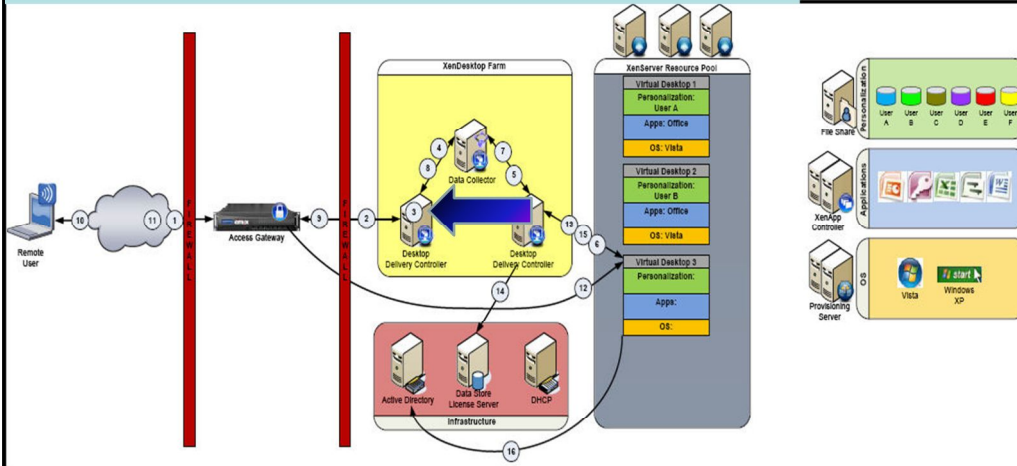 XenDesktop Farm
XenServer Resource Pool
Virtual Desktop 1
Personalization:
User A
Apps: Office
OS: Vista
Virtual Desktop 2
Personalization:
User B
Apps: Office
OS: Vista
Virtual Desktop 3
Personalization:
Apps:
OS:
4
7
8
5
Data Collector
3
Desktop
Delivery Controller
Desktop
Delivery Controller
13
15
6
10
11
1
9
2
Remote
User
FIREWALL
Access Gateway
FIREWALL
12
14
Active Directory
Data Store
License Server
DHCP
Infrastructure
16
File Share
Personalization
User
A
User
B
User
C
User
D
User
E
User
F
XenApp
Controller
Applications
Provisioning
Server
OS
Vista
start
Windows
XP